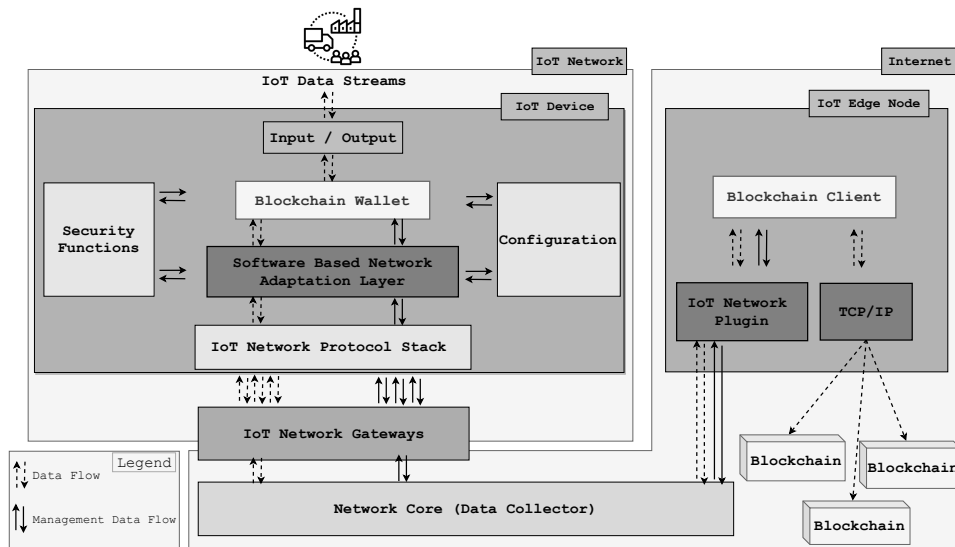 IoT Network
Internet
IoT Data Streams
IoT Device
IoT Edge Node
Input / Output
Blockchain Wallet
Blockchain Client
Security
Functions
Configuration
Software Based Network
Adaptation Layer
IoT Network
Plugin
TCP/IP
IoT Network Protocol Stack
IoT Network Gateways
Blockchain
Blockchain
Blockchain
Legend
Data Flow
Management Data Flow
Network Core (Data Collector)